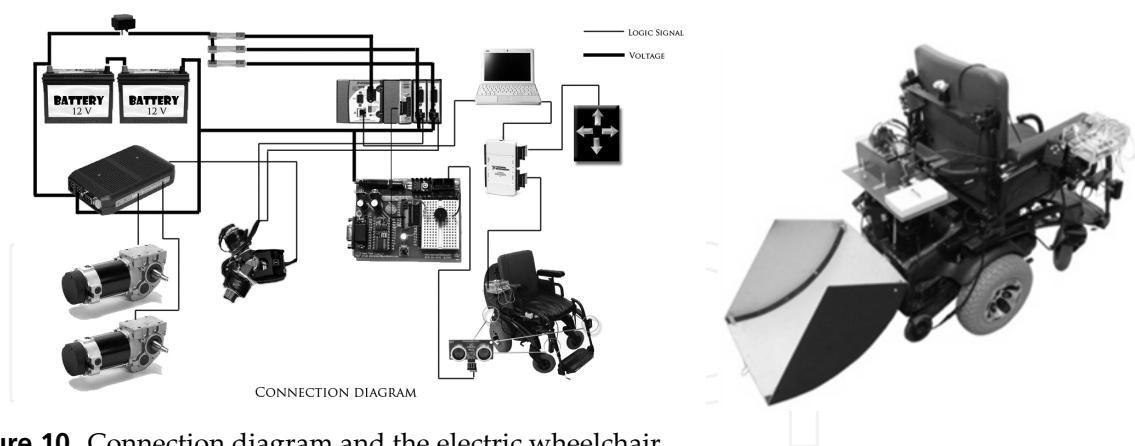 LOGIC SIGNAL
VOLTAGE
BATTERY
12 V
BATTERY
12 V
CONNECTION DIAGRAM
ure 10. Connection diagram and the electric wheelchair